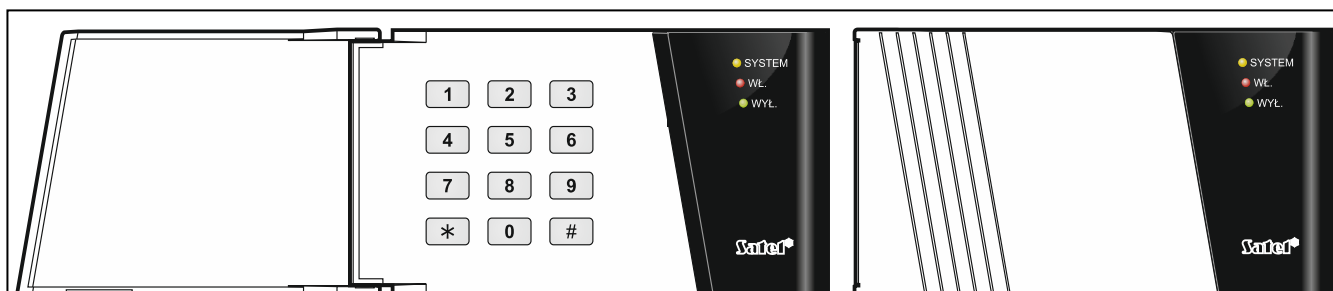 1 2 3
4 5 6
7 8 9
* 0 #
SYSTEM
WŁ.
WYŁ.
Satel
SYSTEM
WŁ.
WYŁ.
Satel